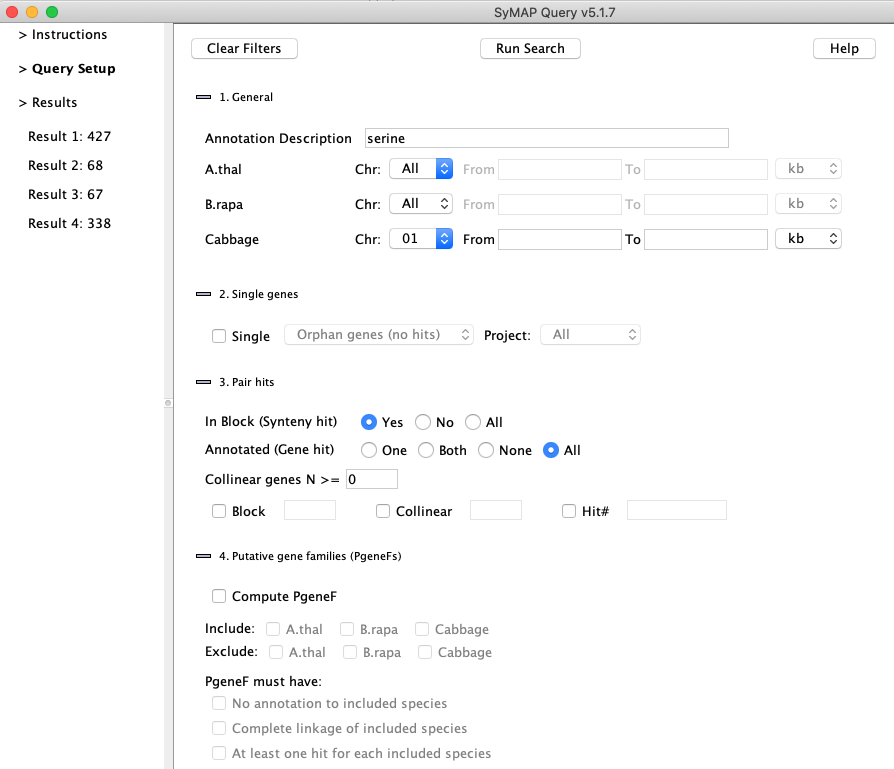 SyMAP Query v5.1.7
> Instructions
> Query Setup
> Results
Result 1: 427
Result 2: 68
Result 3: 67
Result 4: 338
Clear Filters Run Search Help
1. General
Annotation Description serine
A.thal Chr: All From To kb
B.rapa Chr: All From To kb
Cabbage Chr: 01 From To kb
2. Single genes
Single Orphan genes (no hits) Project: All
3. Pair hits
In Block (Synteny hit) Yes No All
Annotated (Gene hit) One Both None All
Collinear genes N >= 0
Block Collinear Hit#
4. Putative gene families (PgeneFs)
Compute PgeneF
Include: A.thal B.rapa Cabbage
Exclude: A.thal B.rapa Cabbage
PgeneF must have:
No annotation to included species
Complete linkage of included species
At least one hit for each included species